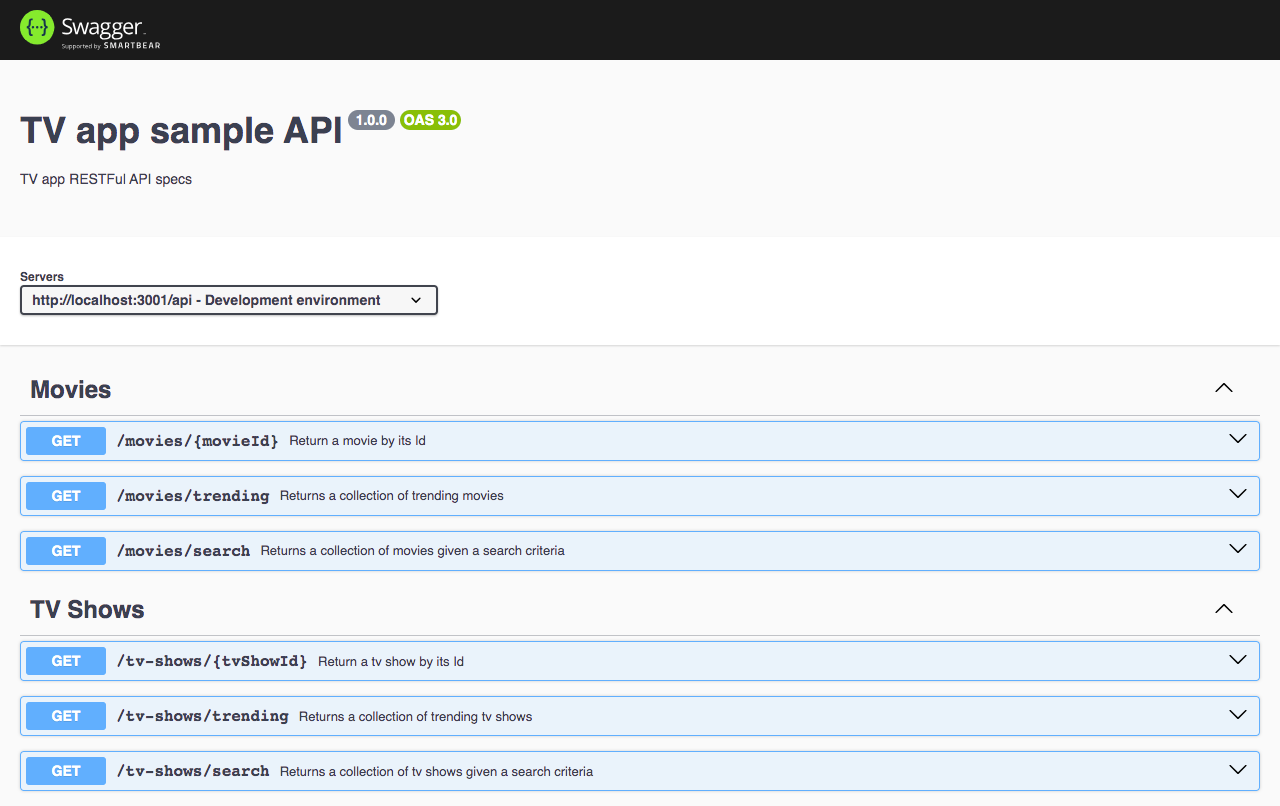 {···} Swagger
Supported by SMARTBEAR
TV app sample API 1.0.0 OAS 3.0
TV app RESTFul API specs
Servers
http://localhost:3001/api - Development environment
Movies
GET /movies/{movieId} Return a movie by its Id
GET /movies/trending Returns a collection of trending movies
GET /movies/search Returns a collection of movies given a search criteria
TV Shows
GET /tv-shows/{tvShowId} Return a tv show by its Id
GET /tv-shows/trending Returns a collection of trending tv shows
GET /tv-shows/search Returns a collection of tv shows given a search criteria